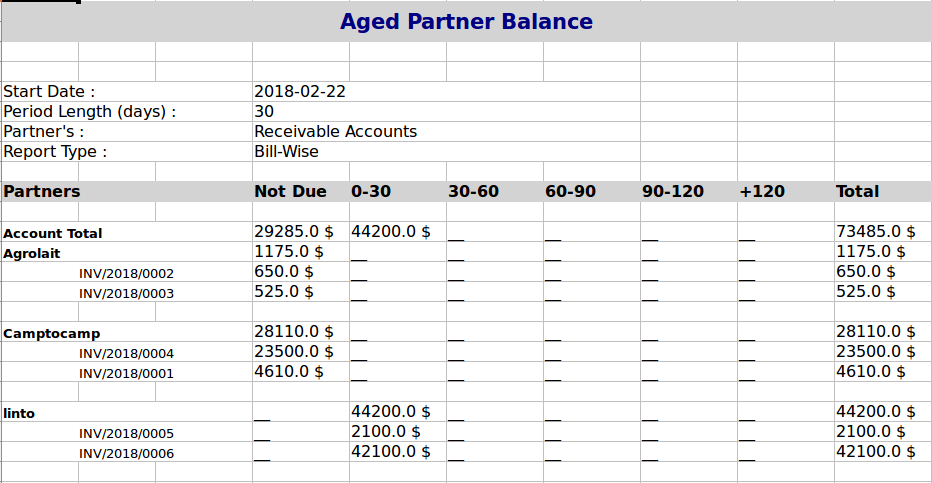 Aged Partner Balance
Start Date : 2018-02-22
Period Length (days) : 30
Partner's : Receivable Accounts
Report Type : Bill-Wise
Partners Not Due 0-30 30-60 60-90 90-120 +120 Total
Account Total 29285.0 $ 44200.0 $ __ __ __ __ 73485.0 $
Agrolait 1175.0 $ __ __ __ __ __ 1175.0 $
INV/2018/0002 650.0 $ __ __ __ __ __ 650.0 $
INV/2018/0003 525.0 $ __ __ __ __ __ 525.0 $
Camptocamp 28110.0 $ __ __ __ __ __ 28110.0 $
INV/2018/0004 23500.0 $ __ __ __ __ __ 23500.0 $
INV/2018/0001 4610.0 $ __ __ __ __ __ 4610.0 $
linto __ 44200.0 $ __ __ __ __ 44200.0 $
INV/2018/0005 __ 2100.0 $ __ __ __ __ 2100.0 $
INV/2018/0006 __ 42100.0 $ __ __ __ __ 42100.0 $